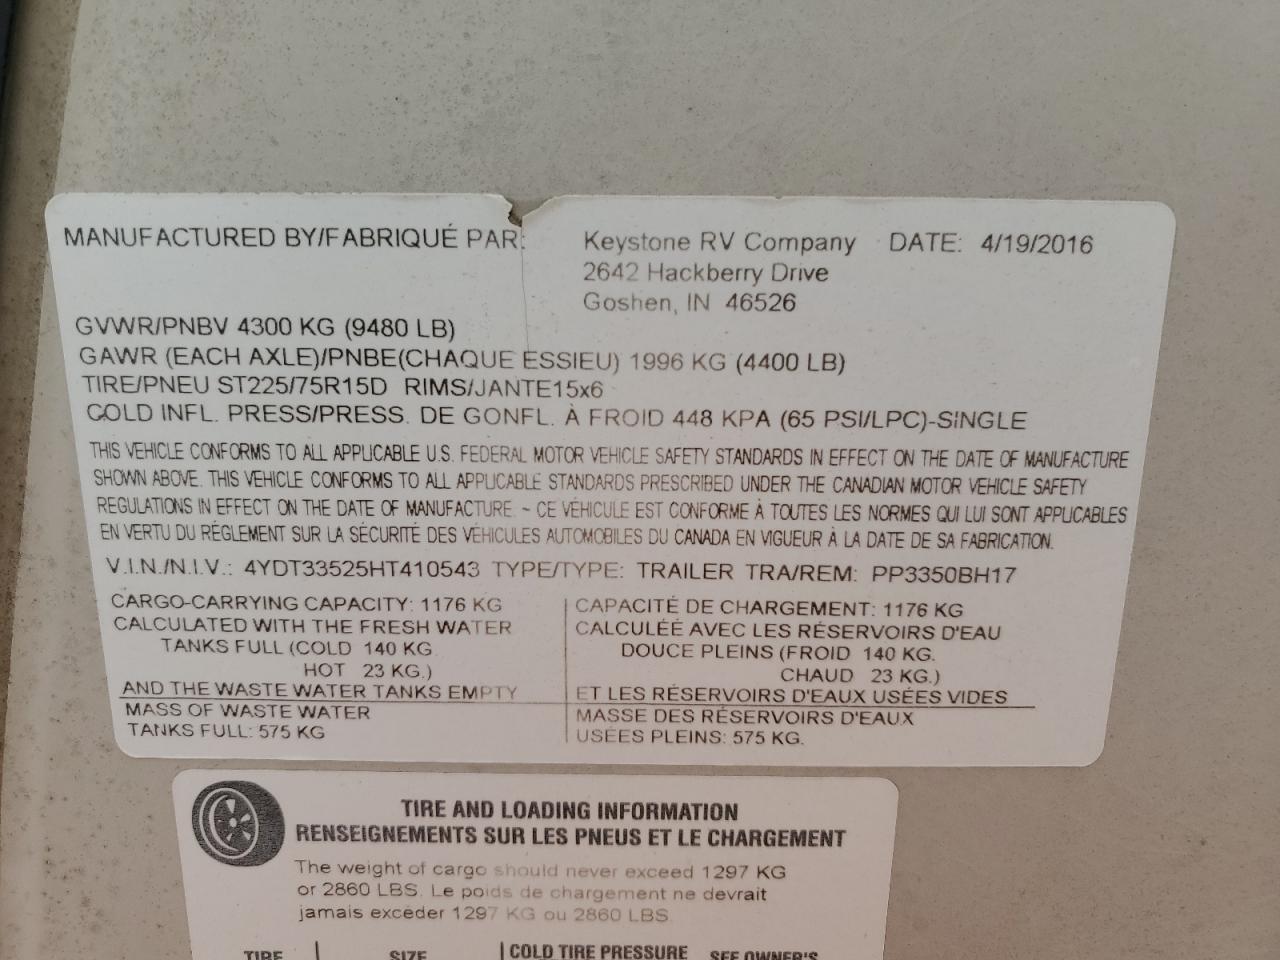 MANUFACTURED BY/FABRIQUÉ PAR: Keystone RV Company DATE: 4/19/2016
2642 Hackberry Drive
Goshen, IN 46526
GVWR/PNBV 4300 KG (9480 LB)
GAWR (EACH AXLE)/PNBE(CHAQUE ESSIEU) 1996 KG (4400 LB)
TIRE/PNEU ST225/75R15D RIMS/JANTE15x6
COLD INFL. PRESS/PRESS. DE GONFL. À FROID 448 KPA (65 PSI/LPC)-SINGLE
THIS VEHICLE CONFORMS TO ALL APPLICABLE U.S. FEDERAL MOTOR VEHICLE SAFETY STANDARDS IN EFFECT ON THE DATE OF MANUFACTURE
SHOWN ABOVE. THIS VEHICLE CONFORMS TO ALL APPLICABLE STANDARDS PRESCRIBED UNDER THE CANADIAN MOTOR VEHICLE SAFETY
REGULATIONS IN EFFECT ON THE DATE OF MANUFACTURE. ~ CE VÉHICULE EST CONFORME À TOUTES LES NORMES QUI LUI SONT APPLICABLES
EN VERTU DU RÉGLEMENT SUR LA SÉCURITÉ DES VÉHICULES AUTOMOBILES DU CANADA EN VIGUEUR À LA DATE DE SA FABRICATION.
V.I.N./N.I.V.: 4YDT33525HT410543 TYPE/TYPE: TRAILER TRA/REM: PP3350BH17
CARGO-CARRYING CAPACITY: 1176 KG
CALCULATED WITH THE FRESH WATER
TANKS FULL (COLD 140 KG.
HOT 23 KG.)
AND THE WASTE WATER TANKS EMPTY
MASS OF WASTE WATER
TANKS FULL: 575 KG
CAPACITÉ DE CHARGEMENT: 1176 KG
CALCULÉE AVEC LES RÉSERVOIRS D'EAU
DOUCE PLEINS (FROID 140 KG.
CHAUD 23 KG.)
ET LES RÉSERVOIRS D'EAUX USÉES VIDES
MASSE DES RÉSERVOIRS D'EAUX
USÉES PLEINS: 575 KG.
TIRE AND LOADING INFORMATION
RENSEIGNEMENTS SUR LES PNEUS ET LE CHARGEMENT
The weight of cargo should never exceed 1297 KG
or 2860 LBS. Le poids de chargement ne devrait
jamais excéder 1297 KG ou 2860 LBS
TIRE SIZE COLD TIRE PRESSURE SEE OWNER'S